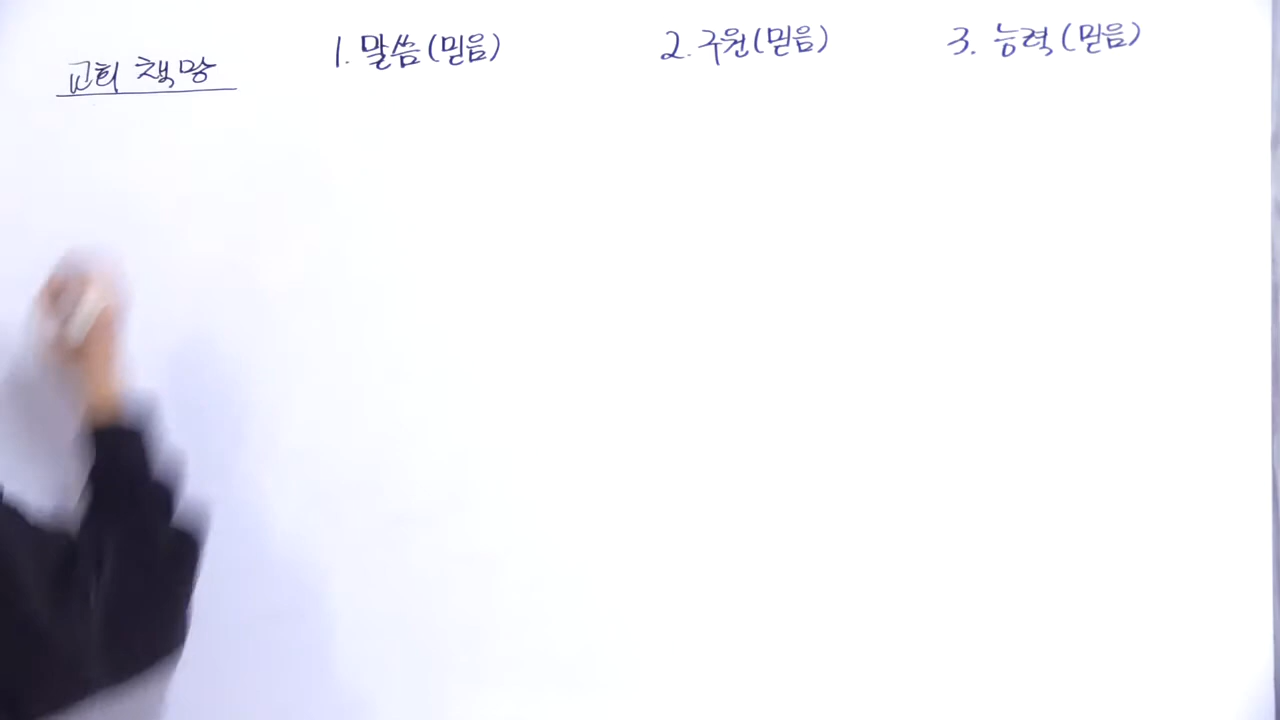 교회 책망
1. 말씀(믿음)
2. 구원(믿음)
3. 능력(믿음)